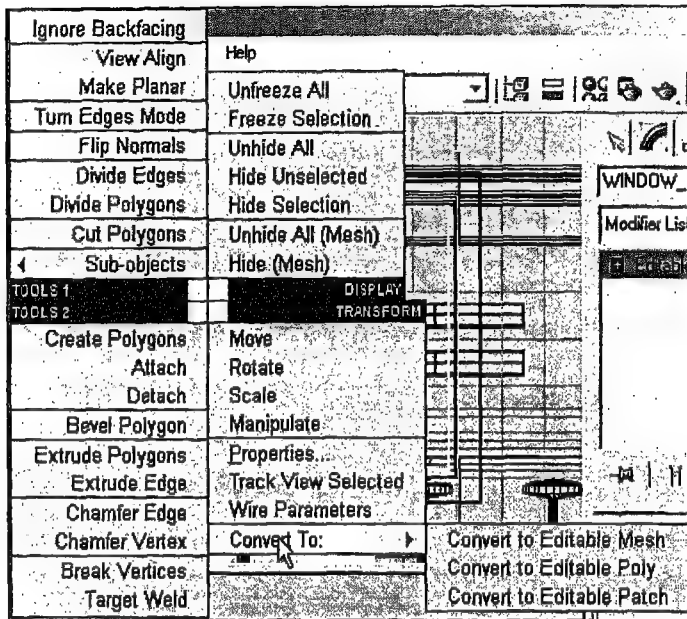 Ignore Backfacing
View Align
Make Planar
Turn Edges Mode
Flip Normals
Divide Edges
Divide Polygons
Cut Polygons
Sub-objects
TOOLS 1
TOOLS 2
Create Polygons
Attach
Detach
Bevel Polygon
Extrude Polygons
Extrude Edge
Chamfer Edge
Chamfer Vertex
Break Vertices
Target Weld
Help
Unfreeze All
Freeze Selection
Unhide All
Hide Unselected
Hide Selection
Unhide All (Mesh)
Hide (Mesh)
DISPLAY
TRANSFORM
Move
Rotate
Scale
Manipulate
Properties...
Track View Selected
Wire Parameters
Convert To:
Convert to Editable Mesh
Convert to Editable Poly
Convert to Editable Patch
WINDOW_
Modifier Lis
Editabl